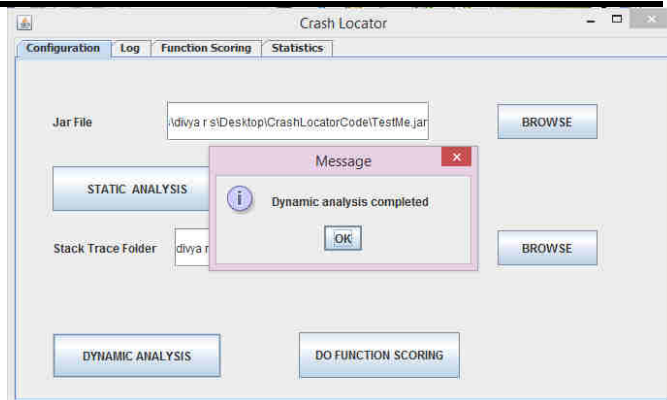 Crash Locator
Configuration Log Function Scoring Statistics
Jar File :\divya r s\Desktop\CrashLocatorCode\TestMe.jar BROWSE
Message
STATIC ANALYSIS
Dynamic analysis completed
OK
Stack Trace Folder divya r BROWSE
DYNAMIC ANALYSIS DO FUNCTION SCORING